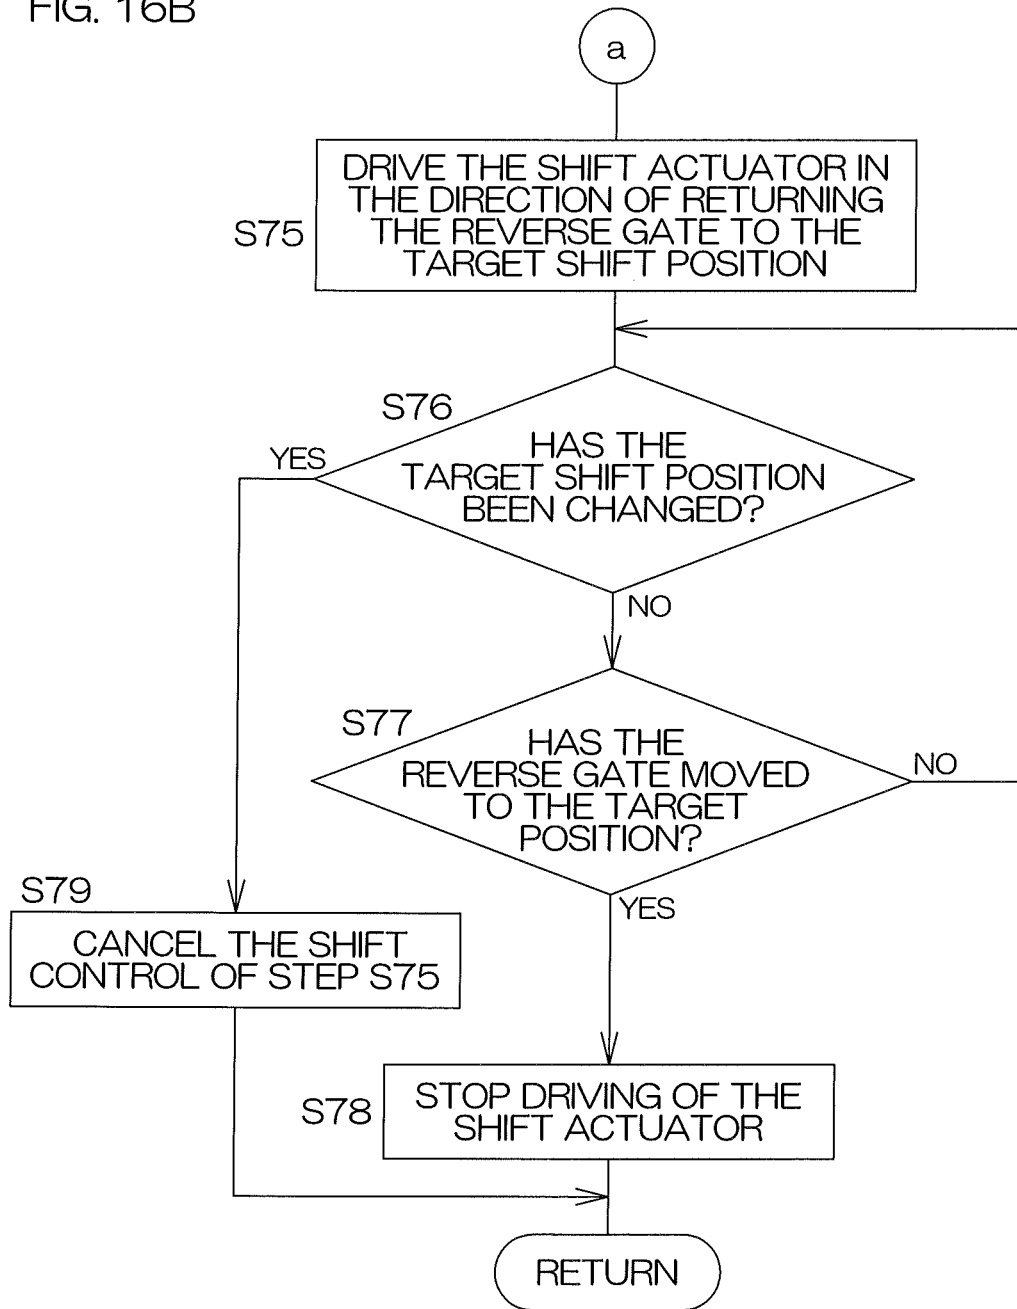 FIG. 16B
a
DRIVE THE SHIFT ACTUATOR IN
THE DIRECTION OF RETURNING
THE REVERSE GATE TO THE
TARGET SHIFT POSITION
S75
S76
YES
HAS THE
TARGET SHIFT POSITION
BEEN CHANGED?
NO
S77
HAS THE
REVERSE GATE MOVED
TO THE TARGET
POSITION?
NO
YES
S79
CANCEL THE SHIFT
CONTROL OF STEP S75
S78
STOP DRIVING OF THE
SHIFT ACTUATOR
RETURN